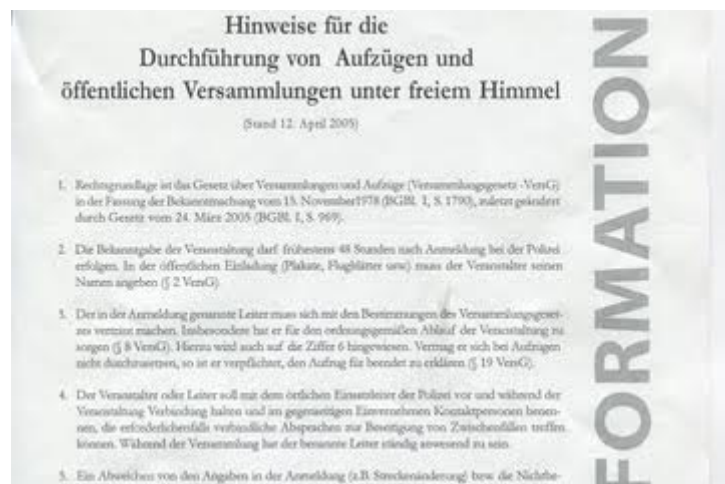 Hinweise für die
Durchführung von Aufzügen und
öffentlichen Versammlungen unter freiem Himmel
(Stand 12. April 2005)
1. Rechtsgrundlage ist das Gesetz über Versammlungen und Aufzüge (Versammlungsgesetz -VersG)
in der Fassung der Bekanntmachung vom 15. November1978 (BGBl. I, S. 1790), zuletzt geändert
durch Gesetz vom 24. März 2005 (BGBl. I, S. 969).
2. Die Bekanntgabe der Veranstaltung darf frühestens 48 Stunden nach Anmeldung bei der Polizei
erfolgen. In der öffentlichen Einladung (Plakate, Flugblätter usw) muss der Veranstalter seinen
Namen angeben (§ 2 VersG).
3. Der in der Anmeldung genannte Leiter muss sich mit den Bestimmungen des Versammlungsgeset-
zes vertraut machen. Insbesondere hat er für den ordnungsgemäßen Ablauf der Veranstaltung zu
sorgen (§ 8 VersG). Hierzu wird auch auf die Ziffer 6 hingewiesen. Vermag er sich bei Aufzügen
nicht durchzusetzen, so ist er verpflichtet, den Aufzug für beendet zu erklären (§ 19 VersG).
4. Der Veranstalter oder Leiter soll mit dem örtlichen Einsatzleiter der Polizei vor und während der
Veranstaltung Verbindung halten und im gegenseitigen Einvernehmen Kontaktpersonen benen-
nen, die erforderlichenfalls verbindliche Absprachen zur Beseitigung von Zwischenfällen treffen
können. Während der Versammlung hat der benannte Leiter ständig anwesend zu sein.
5. Ein Abweichen von den Angaben in der Anmeldung (z.B. Streckenänderung) bzw. die Nichtbe-
FORMATION